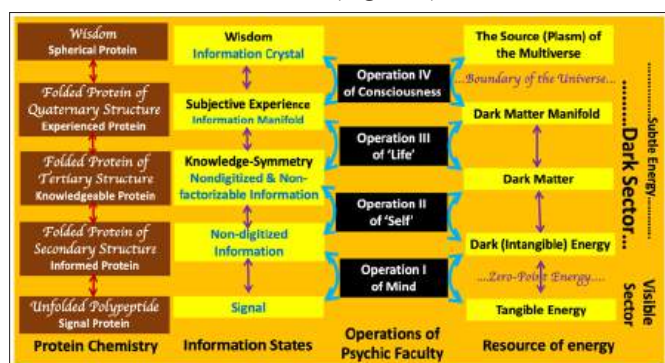 Wisdom
Spherical Protein
Folded Protein of
Quaternary Structure
Experienced Protein
Folded Protein of
Tertiary Structure
Knowledgeable Protein
Folded Protein of
Secondary Structure
Informed Protein
Unfolded Polypeptide
Signal Protein
Protein Chemistry
Wisdom
Information Crystal
Subjective Experience
Information Manifold
Knowledge-Symmetry
Nondigitized & Non-
factorizable Information
Non-digitized
Information
Signal
Information States
Operation IV
of Consciousness
Operation III
of 'Life'
Operation II
of 'Self'
Operation I
of Mind
Operations of
Psychic Faculty
The Source (Plasm) of
the Multiverse
....Boundary of the Universe...
Dark Matter Manifold
Dark Matter
Dark (Intangible) Energy
....Zero-Point Energy.....
Tangible Energy
Resource of energy
.........Dark Sector...
Subtle Energy...........
Visible
Sector